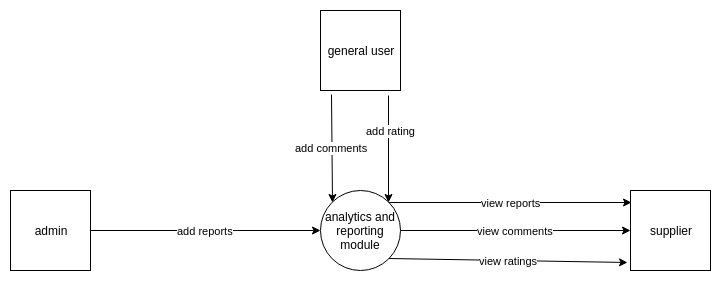 general user
add rating
add comments
view reports
analytics and
reporting
module
admin
add reports
view comments
supplier
view ratings